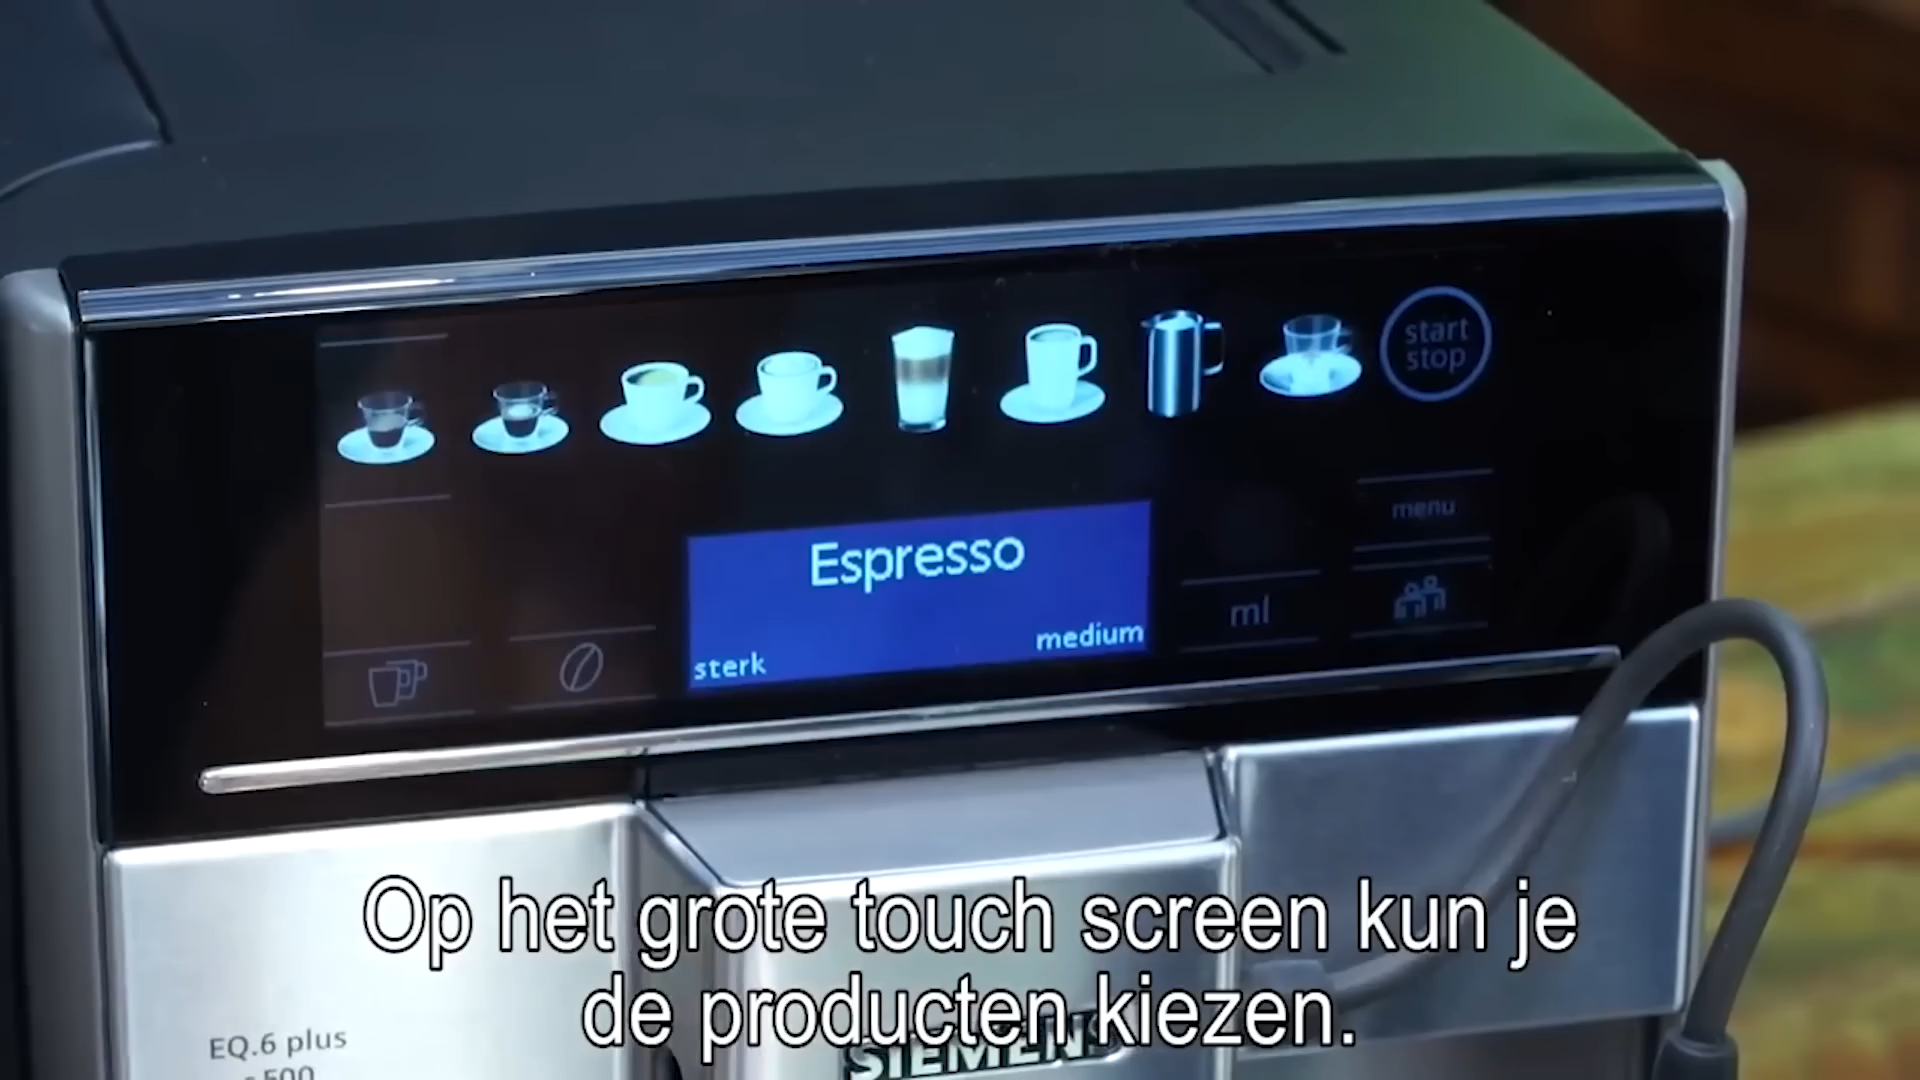 start
stop
menu
Espresso
ml
medium
sterk
Op het grote touch screen kun je
de producten kiezen.
EQ.6 plus
s500
SIEMENS